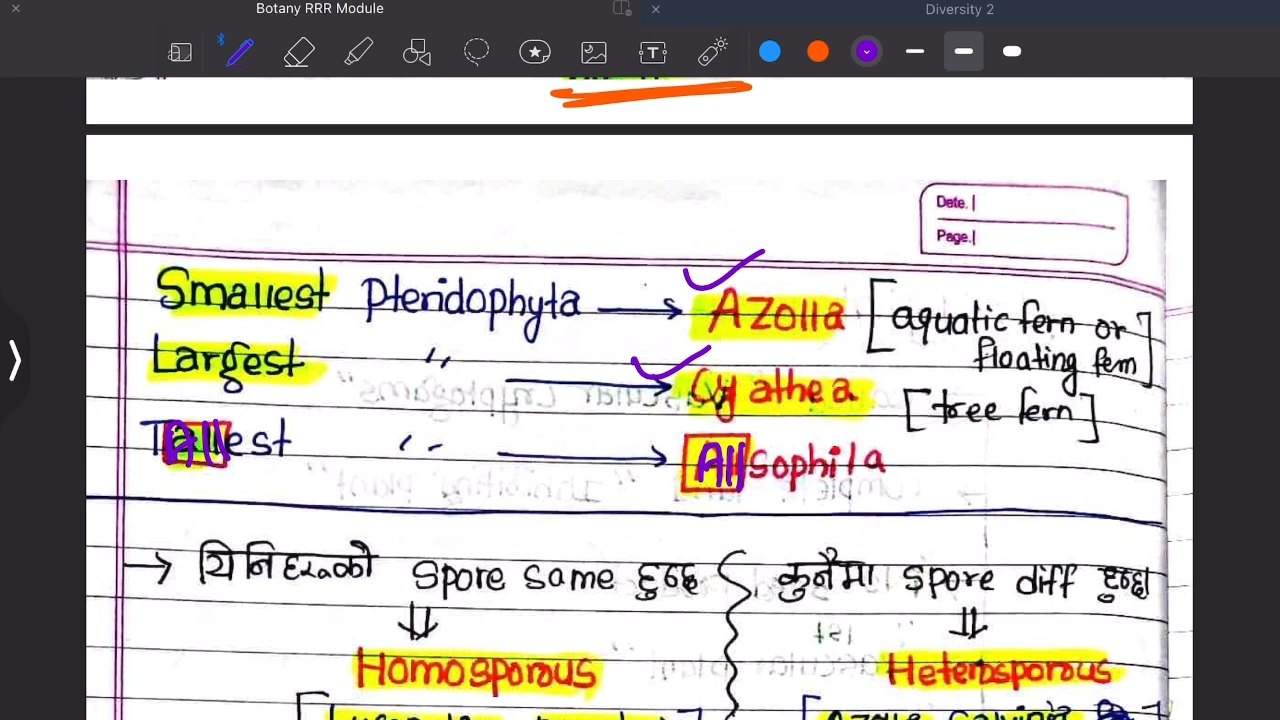 Botany RRR Module
Diversity 2
Date.
Page.
Smallest Pteridophyta → Azolla [aquatic fern or floating fern]
Largest " → Cyathea [tree fern]
Tallest " → Allsophila
→ यिनिहरूको Spore same हुन्छ
कुनैमा Spore diff हुन्छ
Homosporous
Heterosporous